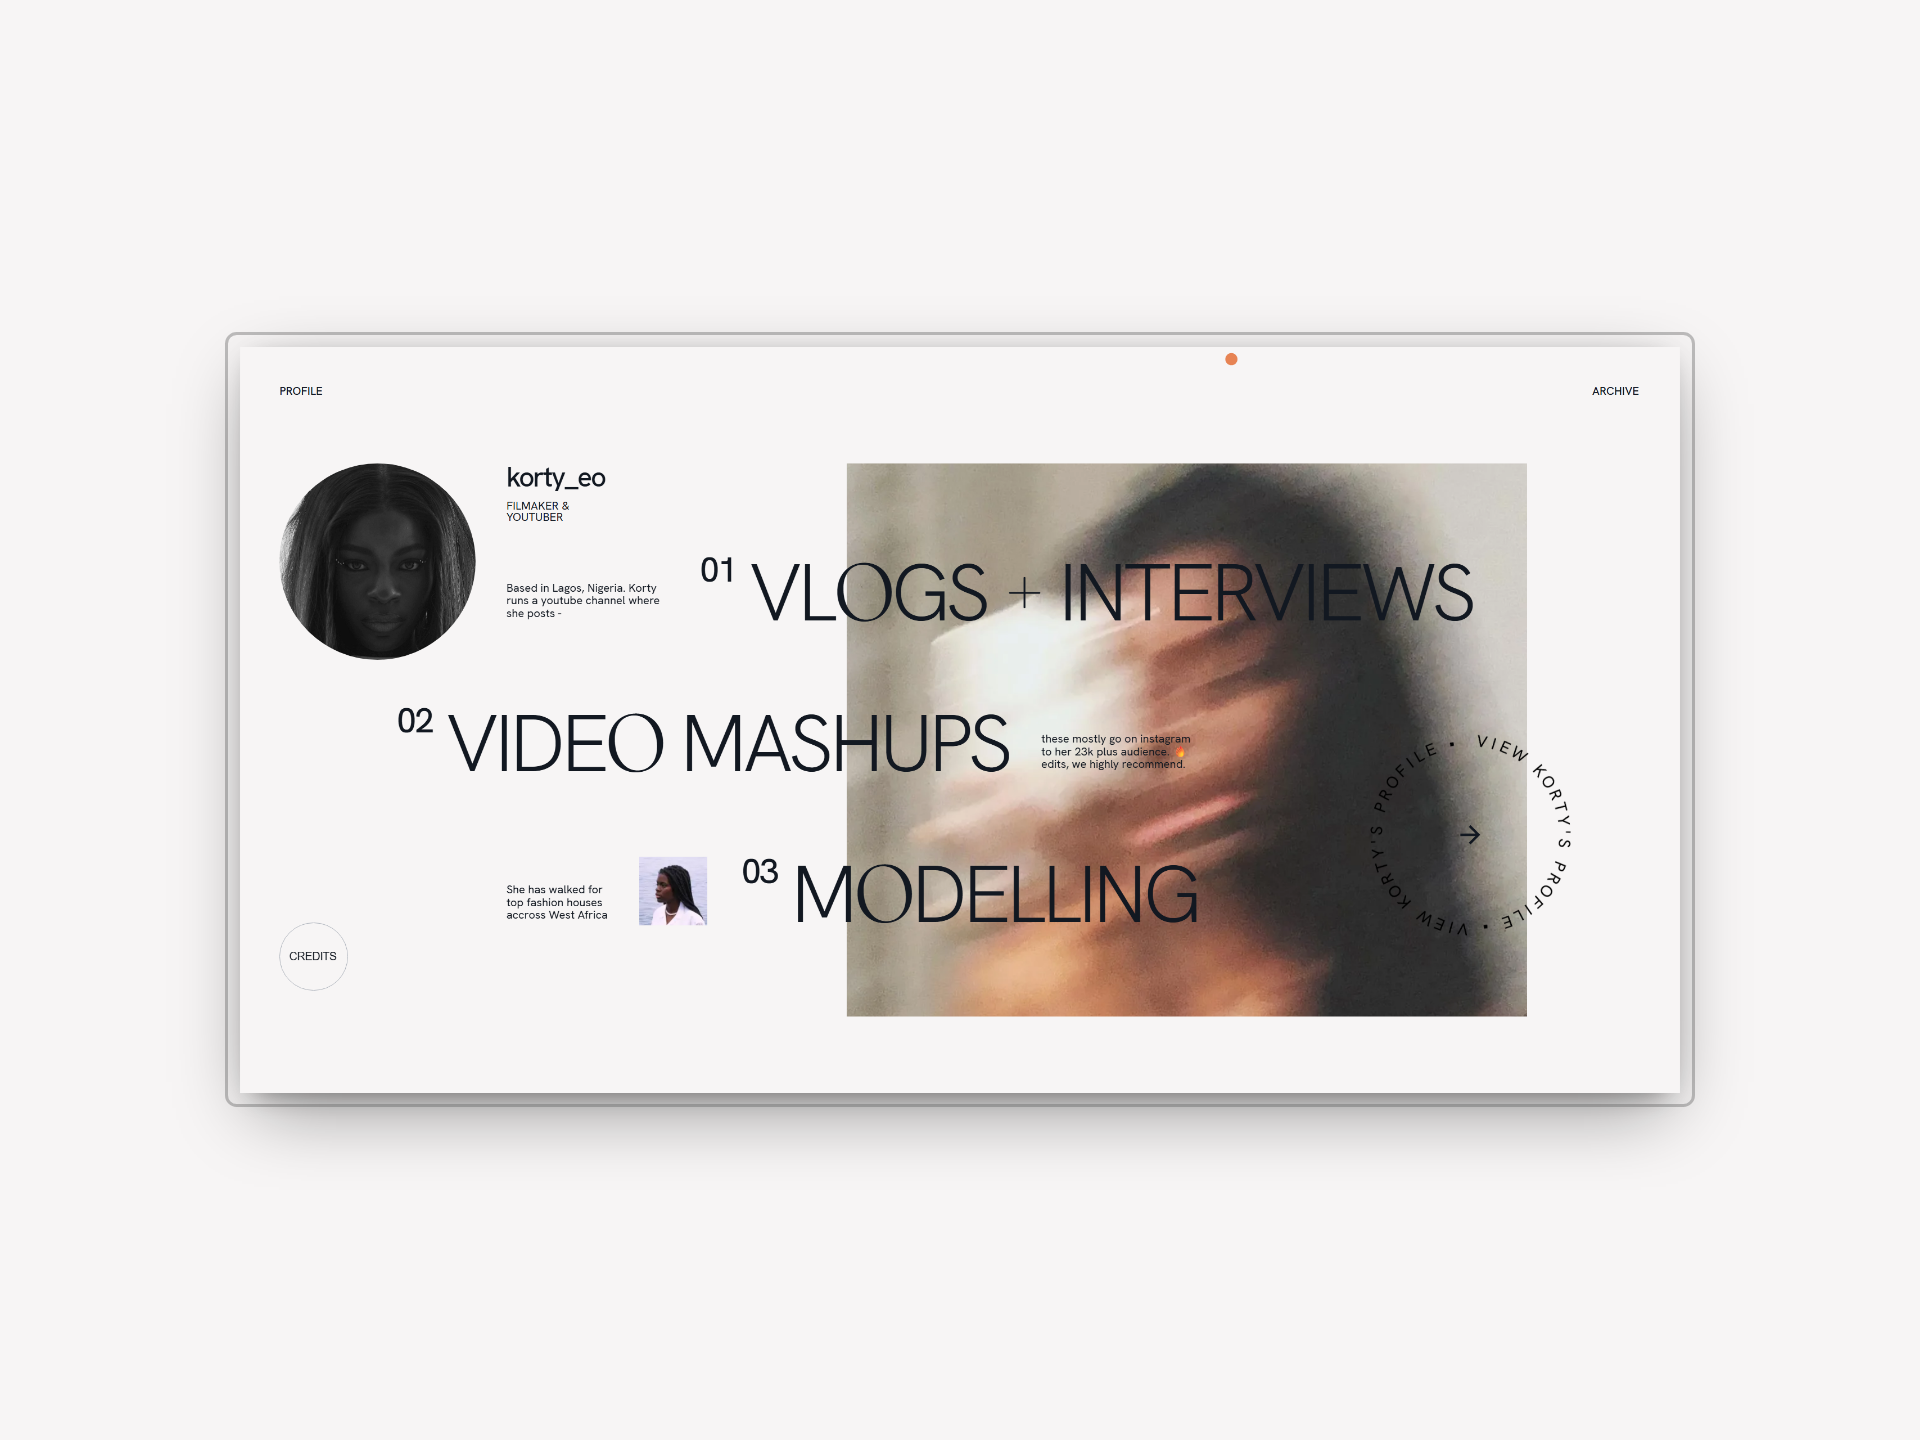 PROFILE
ARCHIVE
korty_eo
FILMAKER &
YOUTUBER
Based in Lagos, Nigeria. Korty
runs a youtube channel where
she posts -
01 VLOGS + INTERVIEWS
02 VIDEO MASHUPS
these mostly go on instagram
to her 23k plus audience. 🔥
edits, we highly recommend.
VIEW KORTY'S PROFILE • VIEW KORTY'S PROFILE •
→
She has walked for
top fashion houses
accross West Africa
03 MODELLING
CREDITS